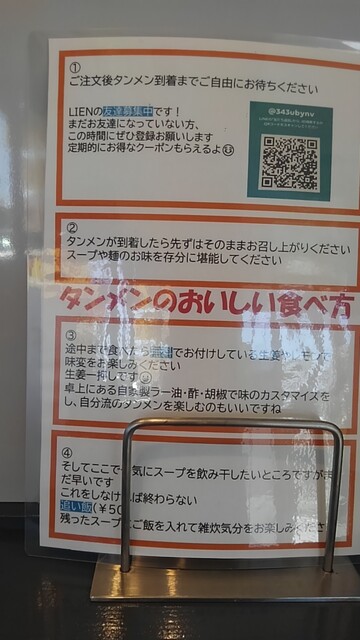 ①
ご注文後タンメン到着までご自由にお待ちください
LIENの友達募集中です！
まだお友達になっていない方、
この時間にぜひ登録お願いします
定期的にお得なクーポンもらえるよ
@343ubynv
②
タンメンが到着したら先ずはそのままお召し上がりください
スープや麺のお味を存分に堪能してください
タンメンのおいしい食べ方
③
途中まで食べたら無料でお付けしている生姜やレモンで
味変をお楽しみください
生姜一押しです
卓上にある自家製ラー油・酢・胡椒で味のカスタマイズを
し、自分流のタンメンを楽しむのもいいですね
④
そしてここで一気にスープを飲み干したいところですがま
だ早いです
これをしなければ終わらない
追い飯(￥50
残ったスープにご飯を入れて雑炊気分をお楽しみくださ